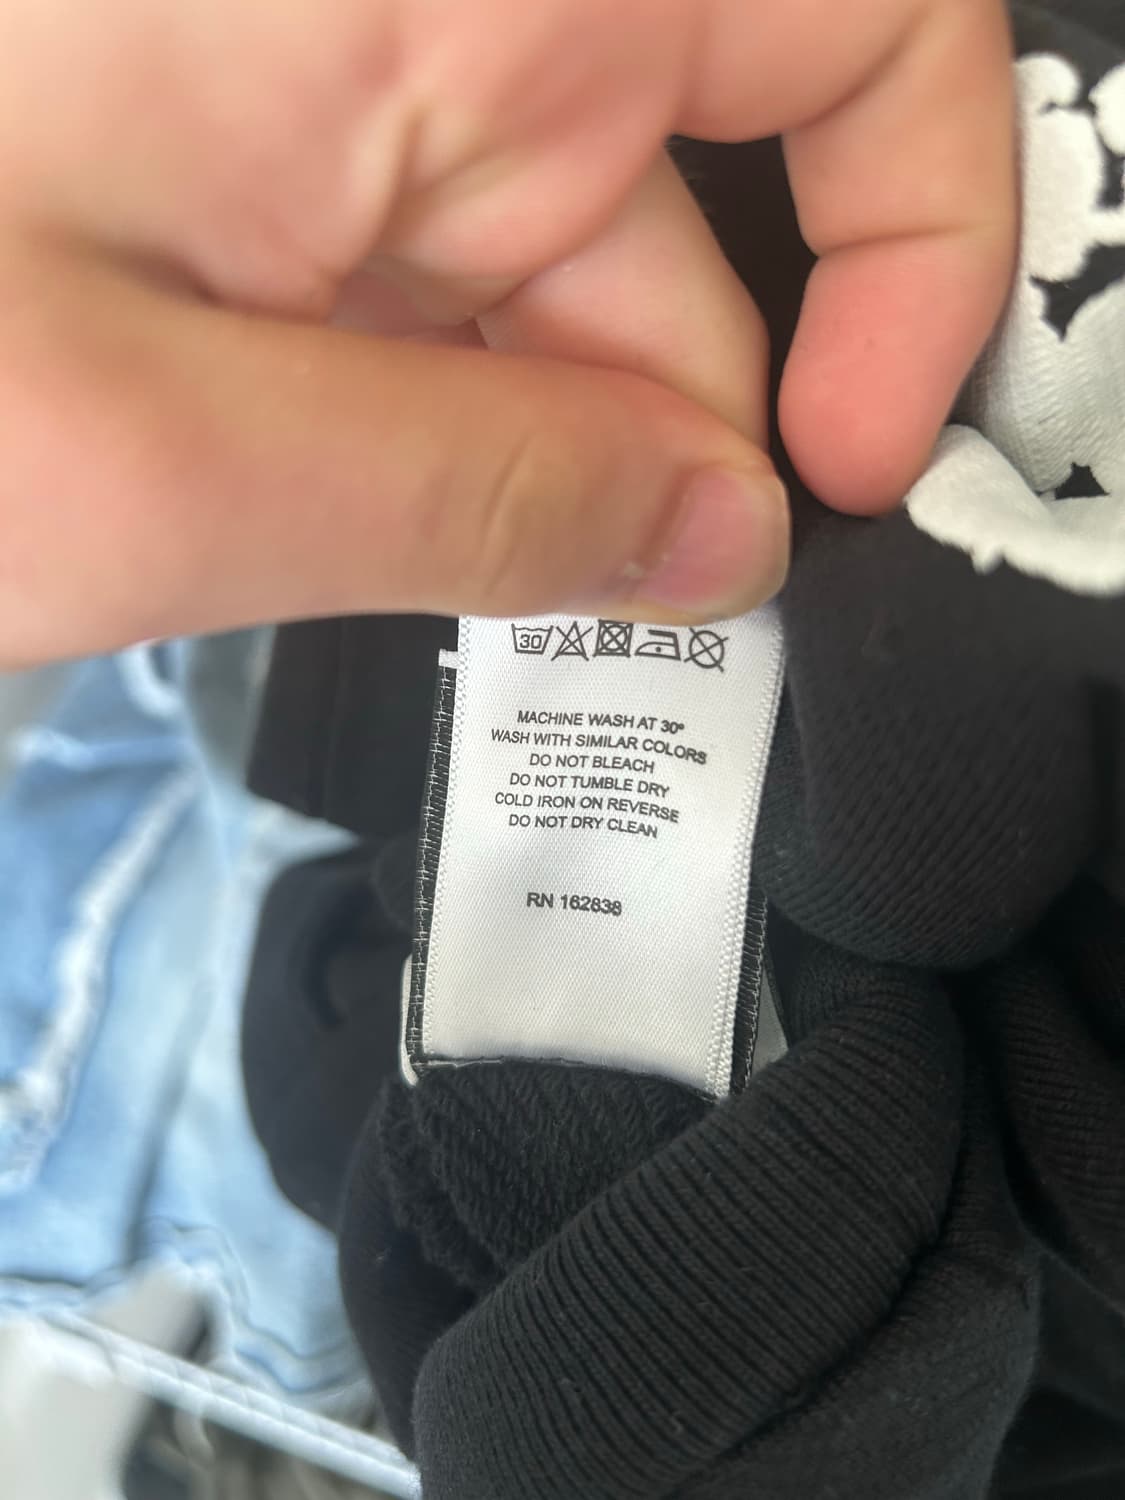 30
MACHINE WASH AT 30°
WASH WITH SIMILAR COLORS
DO NOT BLEACH
DO NOT TUMBLE DRY
COLD IRON ON REVERSE
DO NOT DRY CLEAN
RN 162838